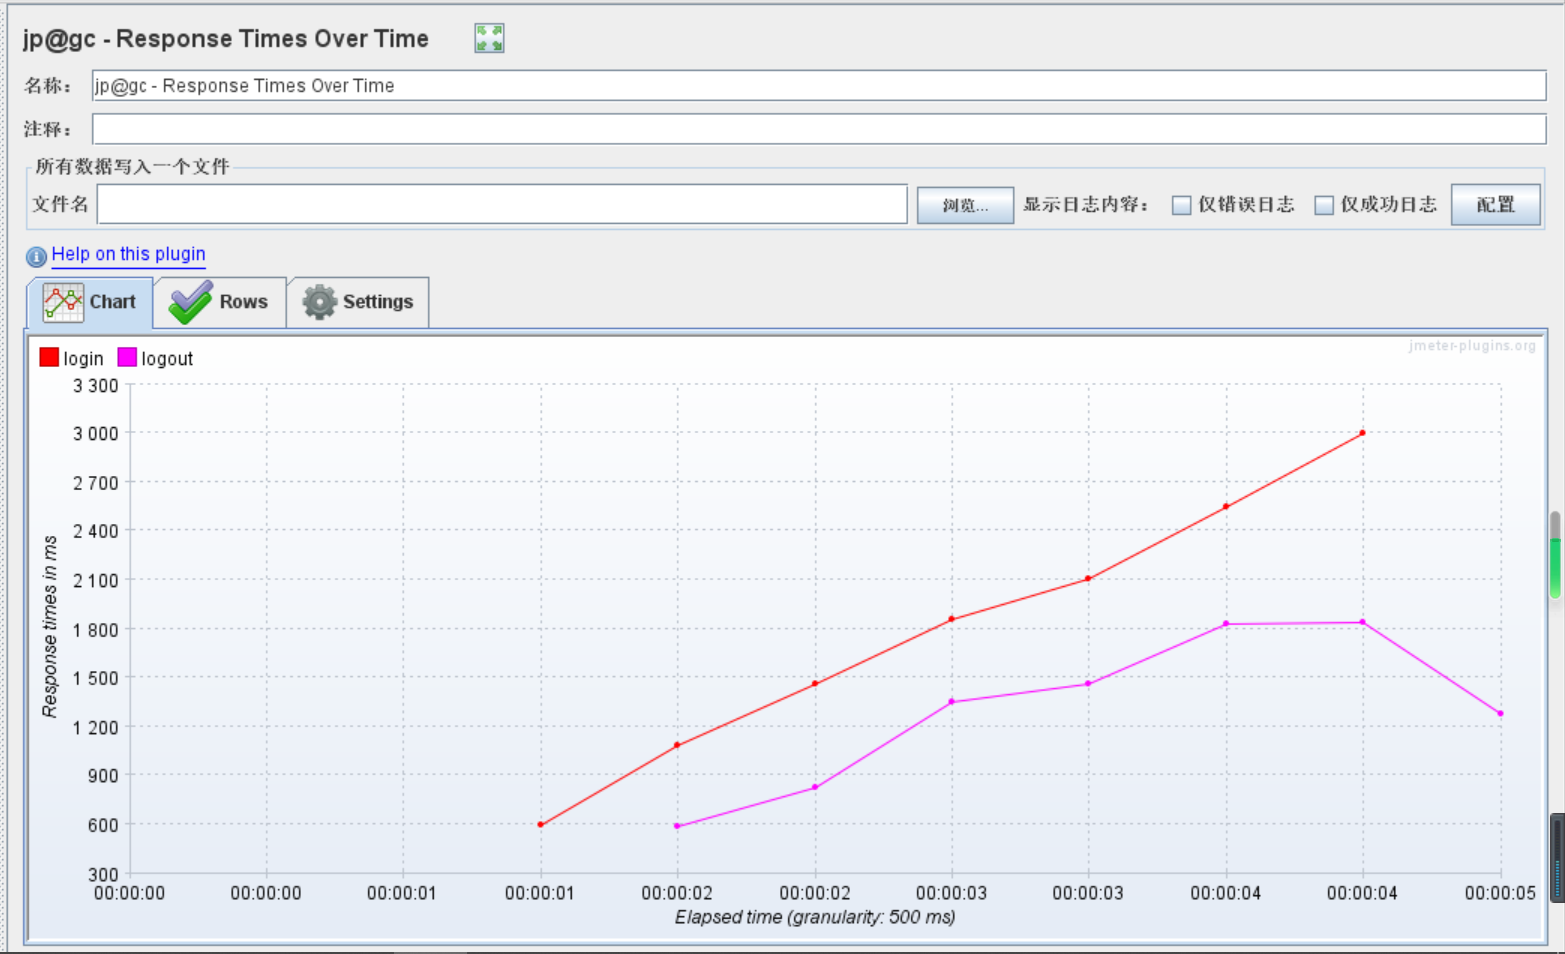 jp@gc - Response Times Over Time
名称： jp@gc - Response Times Over Time
注释：
所有数据写入一个文件
文件名 浏览... 显示日志内容： 仅错误日志 仅成功日志 配置
Help on this plugin
Chart Rows Settings
login logout jmeter-plugins.org
3 300
3 000
2 700
2 400
2 100
1 800
1 500
1 200
900
600
300
Response times in ms
00:00:00 00:00:00 00:00:01 00:00:01 00:00:02 00:00:02 00:00:03 00:00:03 00:00:04 00:00:04 00:00:05
Elapsed time (granularity: 500 ms)